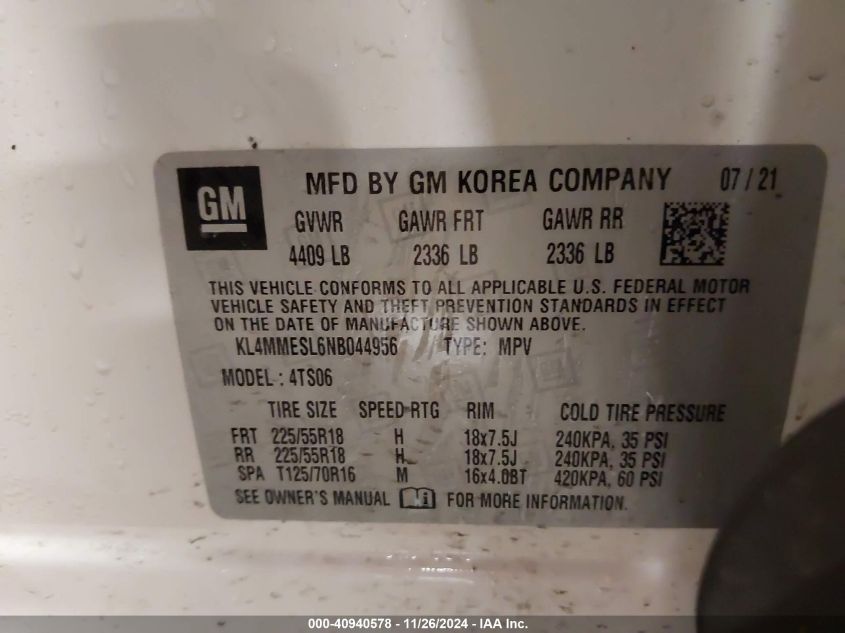 GM MFD BY GM KOREA COMPANY 07 / 21
GVWR GAWR FRT GAWR RR
4409 LB 2336 LB 2336 LB
THIS VEHICLE CONFORMS TO ALL APPLICABLE U.S. FEDERAL MOTOR
VEHICLE SAFETY AND THEFT PREVENTION STANDARDS IN EFFECT
ON THE DATE OF MANUFACTURE SHOWN ABOVE.
KL4MMESL6NB044956 / TYPE: MPV
MODEL : 4TS06
TIRE SIZE SPEED-RTG RIM COLD TIRE PRESSURE
FRT 225/55R18 H 18x7.5J 240KPA, 35 PSI
RR 225/55R18 H 18x7.5J 240KPA, 35 PSI
SPA T125/70R16 M 16x4.0BT 420KPA, 60 PSI
SEE OWNER'S MANUAL i FOR MORE INFORMATION.
000-40940578 - 11/26/2024 - IAA Inc.